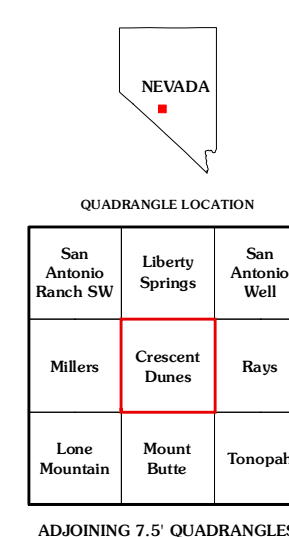 NEVADA
QUADRANGLE LOCATION
San
Antonio
Ranch SW
Liberty
Springs
San
Antonio
Well
Millers
Crescent
Dunes
Rays
Lone
Mountain
Mount
Butte
Tonopah
ADJOINING 7.5' QUADRANGLES